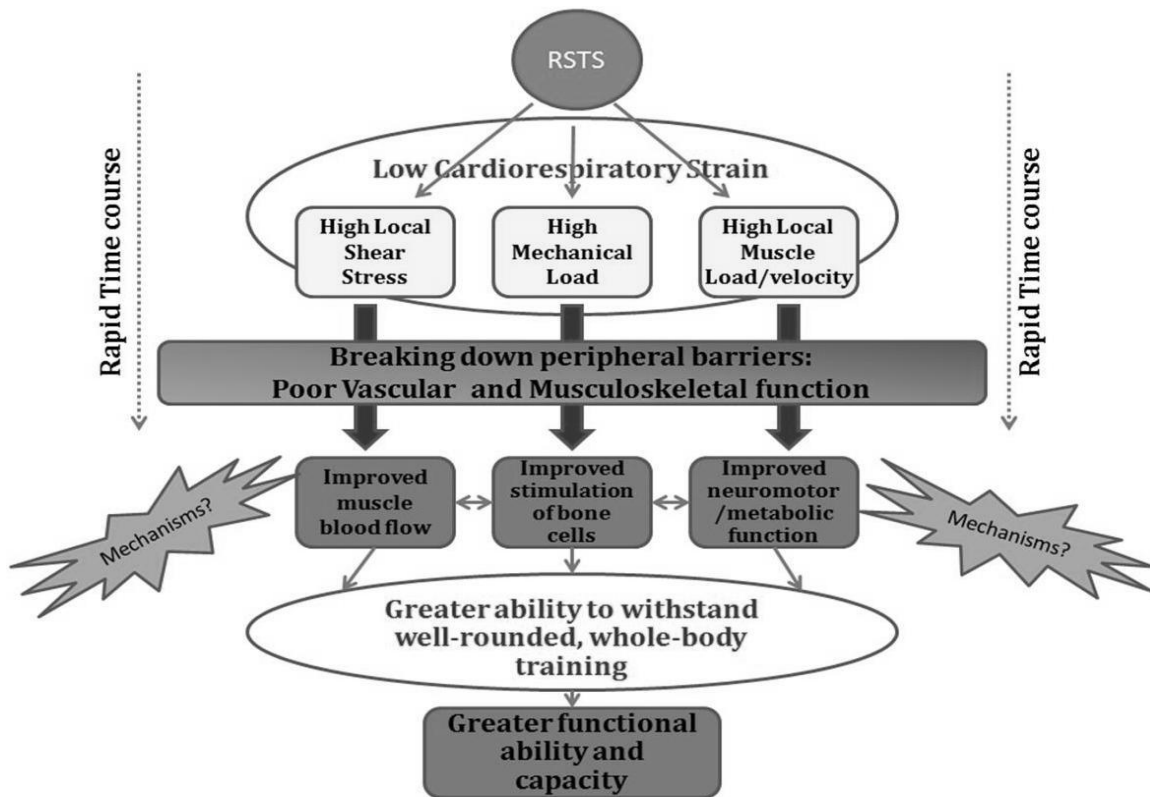 RSTS
Low Cardiorespiratory Strain
High Local
Shear
Stress
High
Mechanical
Load
High Local
Muscle
Load/velocity
Rapid Time course
Rapid Time course
Breaking down peripheral barriers:
Poor Vascular and Musculoskeletal function
Improved
muscle
blood flow
Improved
stimulation
of bone
cells
Improved
neuromotor
/metabolic
function
Mechanisms?
Mechanisms?
Greater ability to withstand
well-rounded, whole-body
training
Greater functional
ability and
capacity